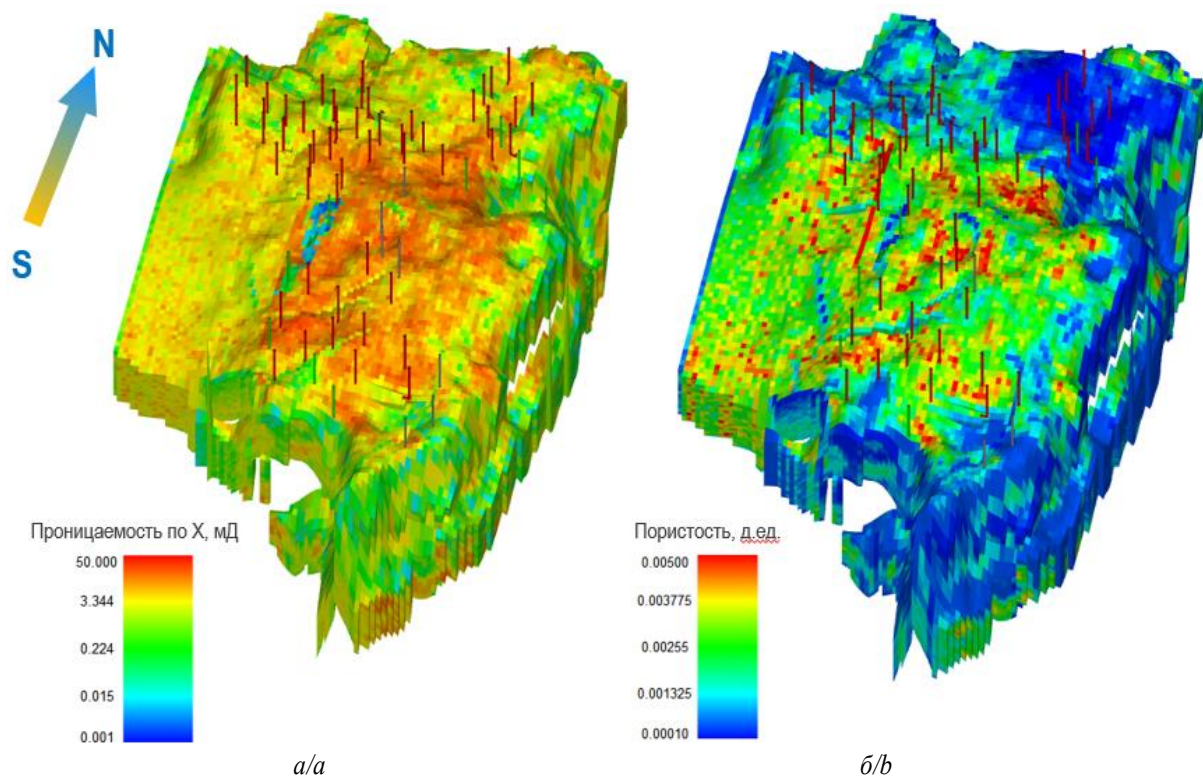 N
S
Проницаемость по X, мД
50.000
3.344
0.224
0.015
0.001
а/a
Пористость, д.ед.
0.00500
0.003775
0.00255
0.001325
0.00010
б/b